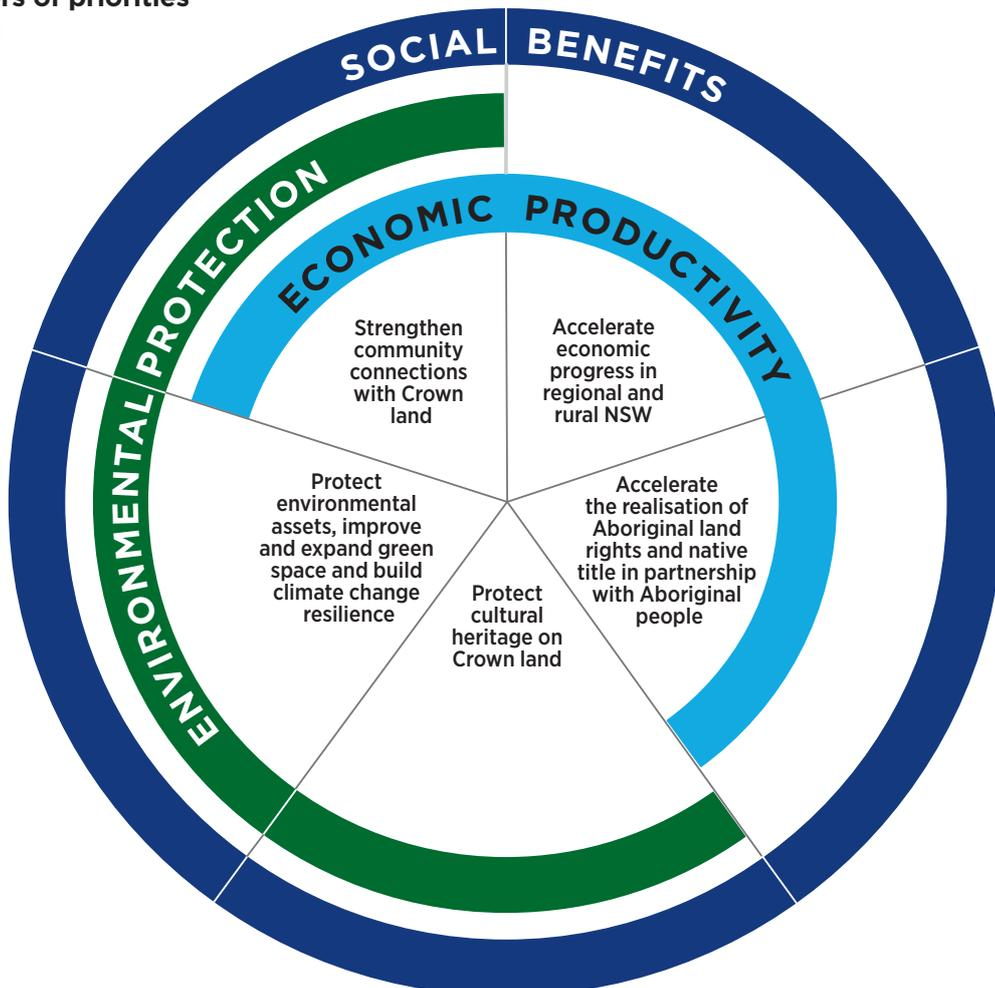 of priorities
SOCIAL BENEFITS
ENVIRONMENTAL PROTECTION
ECONOMIC PRODUCTIVITY
Strengthen
community
connections
with Crown
land
Accelerate
economic
progress in
regional and
rural NSW
Protect
environmental
assets, improve
and expand green
space and build
climate change
resilience
Protect
cultural
heritage on
Crown land
Accelerate
the realisation of
Aboriginal land
rights and native
title in partnership
with Aboriginal
people